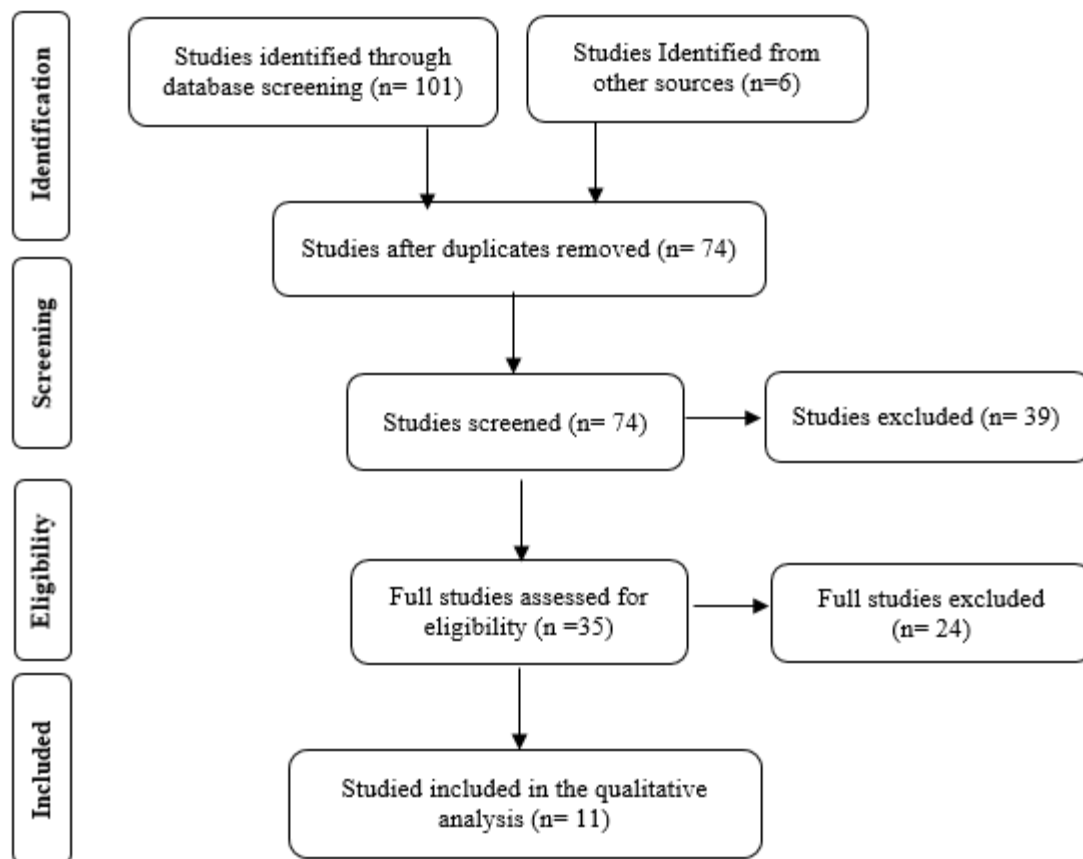 Identification
Studies identified through
database screening (n= 101)
Studies Identified from
other sources (n=6)
Studies after duplicates removed (n= 74)
Screening
Studies screened (n= 74)
Studies excluded (n= 39)
Eligibility
Full studies assessed for
eligibility (n =35)
Full studies excluded
(n= 24)
Included
Studied included in the qualitative
analysis (n= 11)